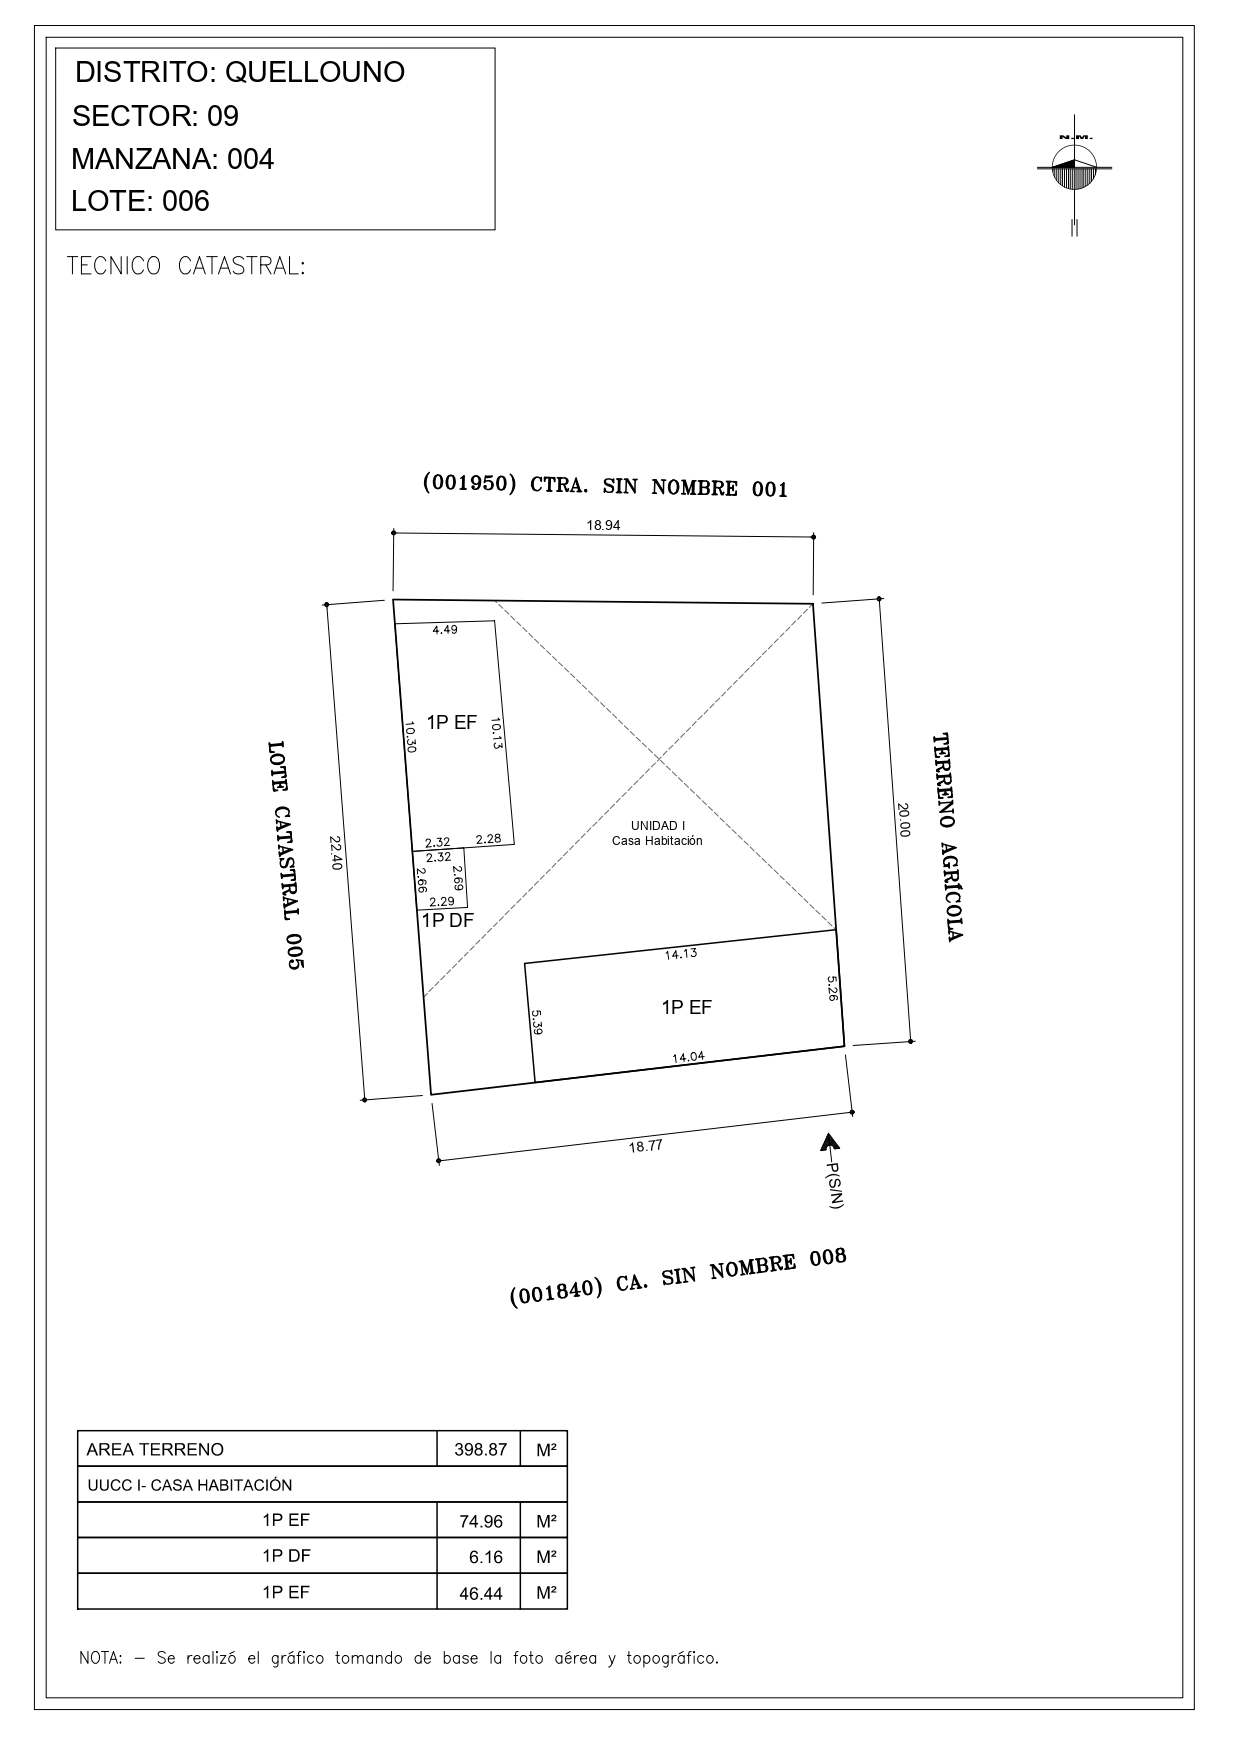 DISTRITO: QUELLOUNO
SECTOR: 09
MANZANA: 004
LOTE: 006
N.M.
TECNICO CATASTRAL:
(001950) CTRA. SIN NOMBRE 001
18.94
4.49
1P EF
10.30
10.13
2.32
2.28
2.32
2.66
2.69
2.29
1P DF
LOTE CATASTRAL 005
22.40
UNIDAD I
Casa Habitación
20.00
TERRENO AGRÍCOLA
14.13
1P EF
5.39
5.26
14.04
18.77
P(S/N)
(001840) CA. SIN NOMBRE 008
AREA TERRENO 398.87 M²
UUCC I- CASA HABITACIÓN
1P EF 74.96 M²
1P DF 6.16 M²
1P EF 46.44 M²
NOTA: – Se realizó el gráfico tomando de base la foto aérea y topográfico.